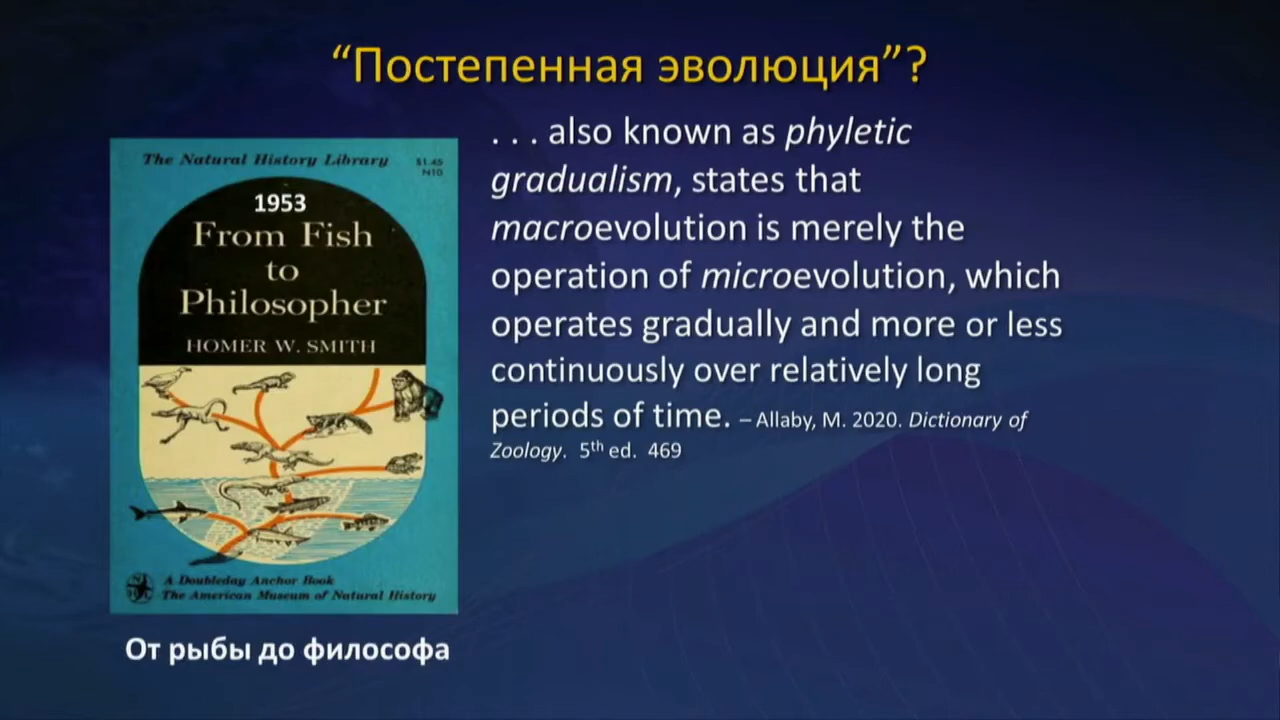 “Постепенная эволюция”?
The Natural History Library
$1.45
N10
1953
From Fish
to
Philosopher
HOMER W. SMITH
A Doubleday Anchor Book
The American Museum of Natural History
От рыбы до философа
. . . also known as phyletic
gradualism, states that
macroevolution is merely the
operation of microevolution, which
operates gradually and more or less
continuously over relatively long
periods of time. – Allaby, M. 2020. Dictionary of
Zoology. 5th ed. 469